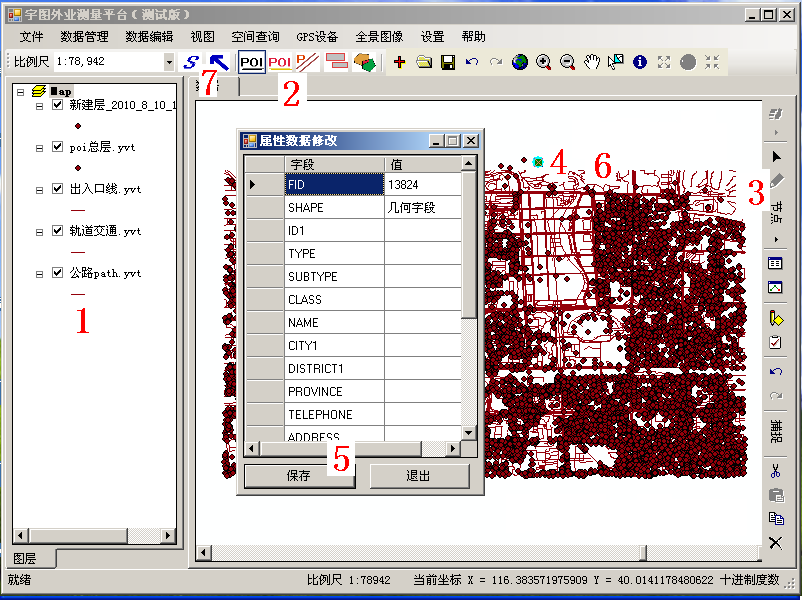 宇图外业测量平台（测试版）
文件 数据管理 数据编辑 视图 空间查询 GPS设备 全景图像 设置 帮助
比例尺 1:78,942 S POI POI P
7
2
Map
新建层_2010_8_10_1
poi总层.yvt
出入口线.yvt
轨道交通.yvt
公路path.yvt
1
属性数据修改
字段 值
FID 13824
SHAPE 几何字段
ID1
TYPE
SUBTYPE
CLASS
NAME
CITY1
DISTRICT1
PROVINCE
TELEPHONE
ADDRESS
保存 退出
5
4
6
3
节点
捕捉
图层
就绪 比例尺 1:78942 当前坐标 X = 116.383571975909 Y = 40.0141178480622 十进制度数